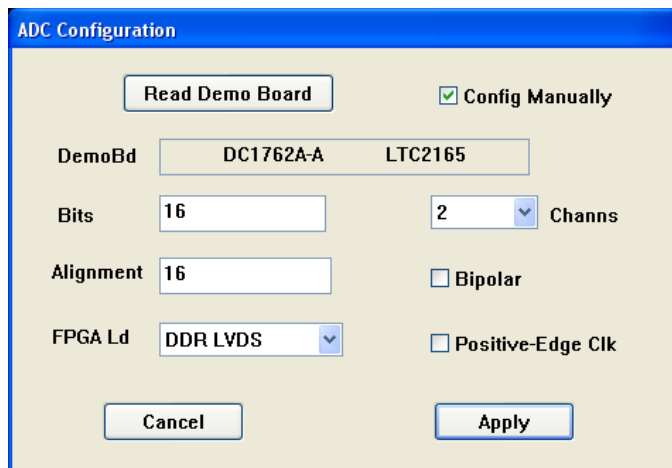 ADC Configuration
Read Demo Board Config Manually
DemoBd DC1762A-A LTC2165
Bits 16 2 Channs
Alignment 16 Bipolar
FPGA Ld DDR LVDS Positive-Edge Clk
Cancel Apply